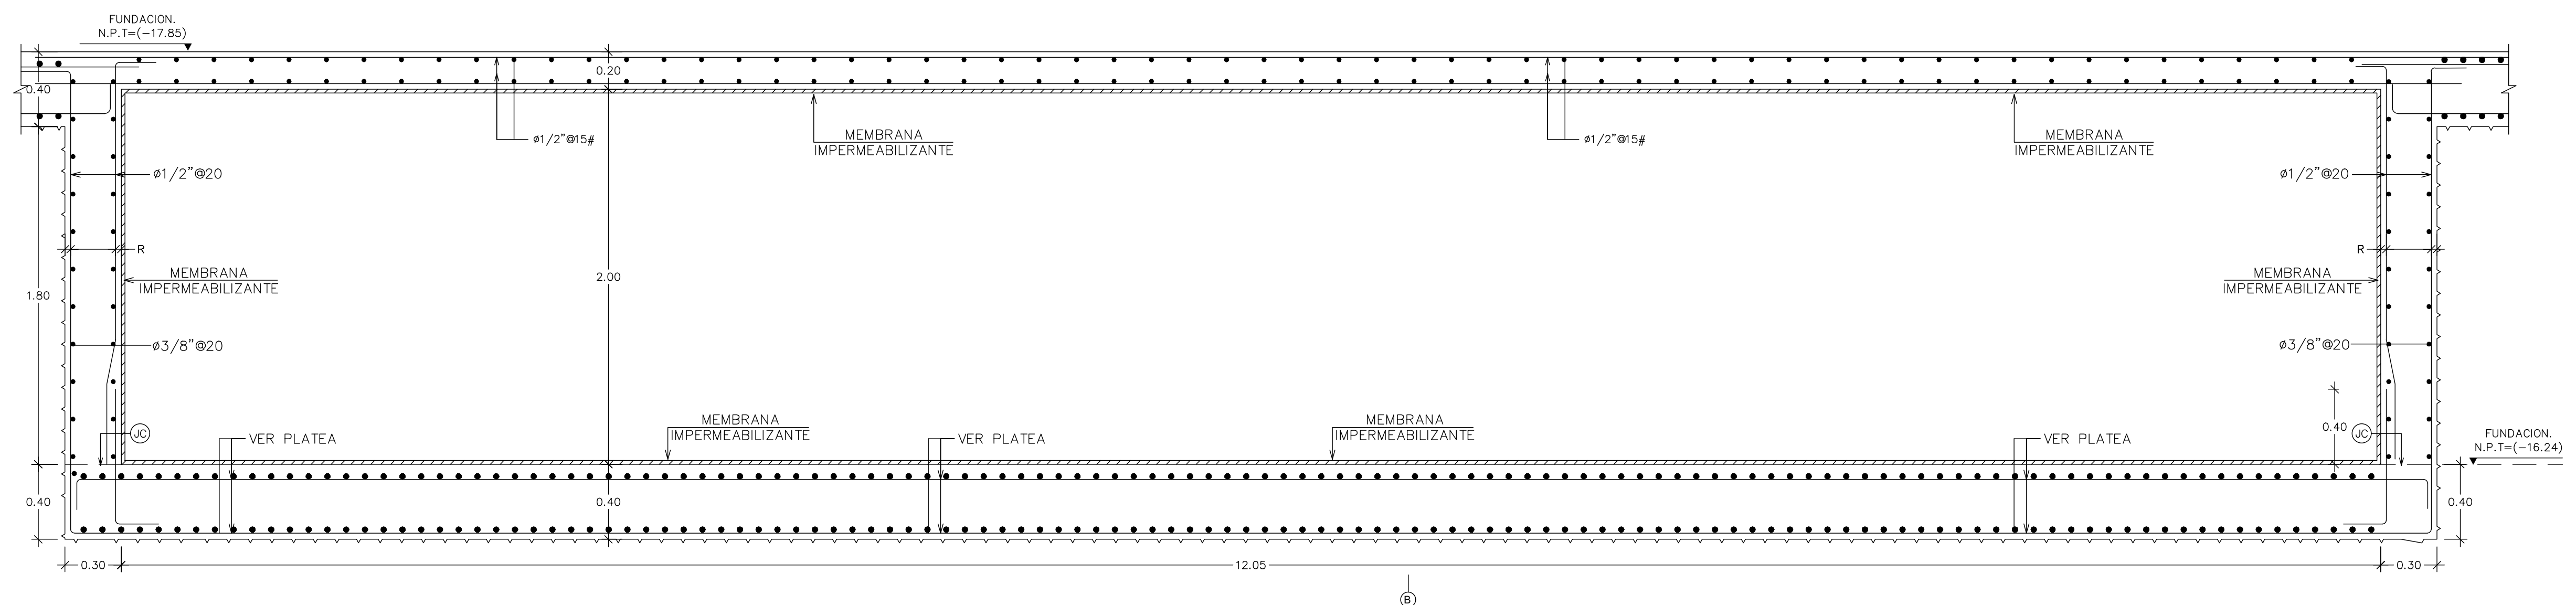 FUNDACION.
N.P.T=(−17.85)
0.20
0.40
ø1/2"@15#
MEMBRANA
IMPERMEABILIZANTE
ø1/2"@15#
MEMBRANA
IMPERMEABILIZANTE
ø1/2"@20
ø1/2"@20
R
R
MEMBRANA
IMPERMEABILIZANTE
2.00
MEMBRANA
IMPERMEABILIZANTE
1.80
ø3/8"@20
ø3/8"@20
MEMBRANA
IMPERMEABILIZANTE
MEMBRANA
IMPERMEABILIZANTE
0.40
JC
VER PLATEA
VER PLATEA
VER PLATEA
JC
FUNDACION.
N.P.T=(−16.24)
0.40
0.40
0.40
0.30
12.05
0.30
B